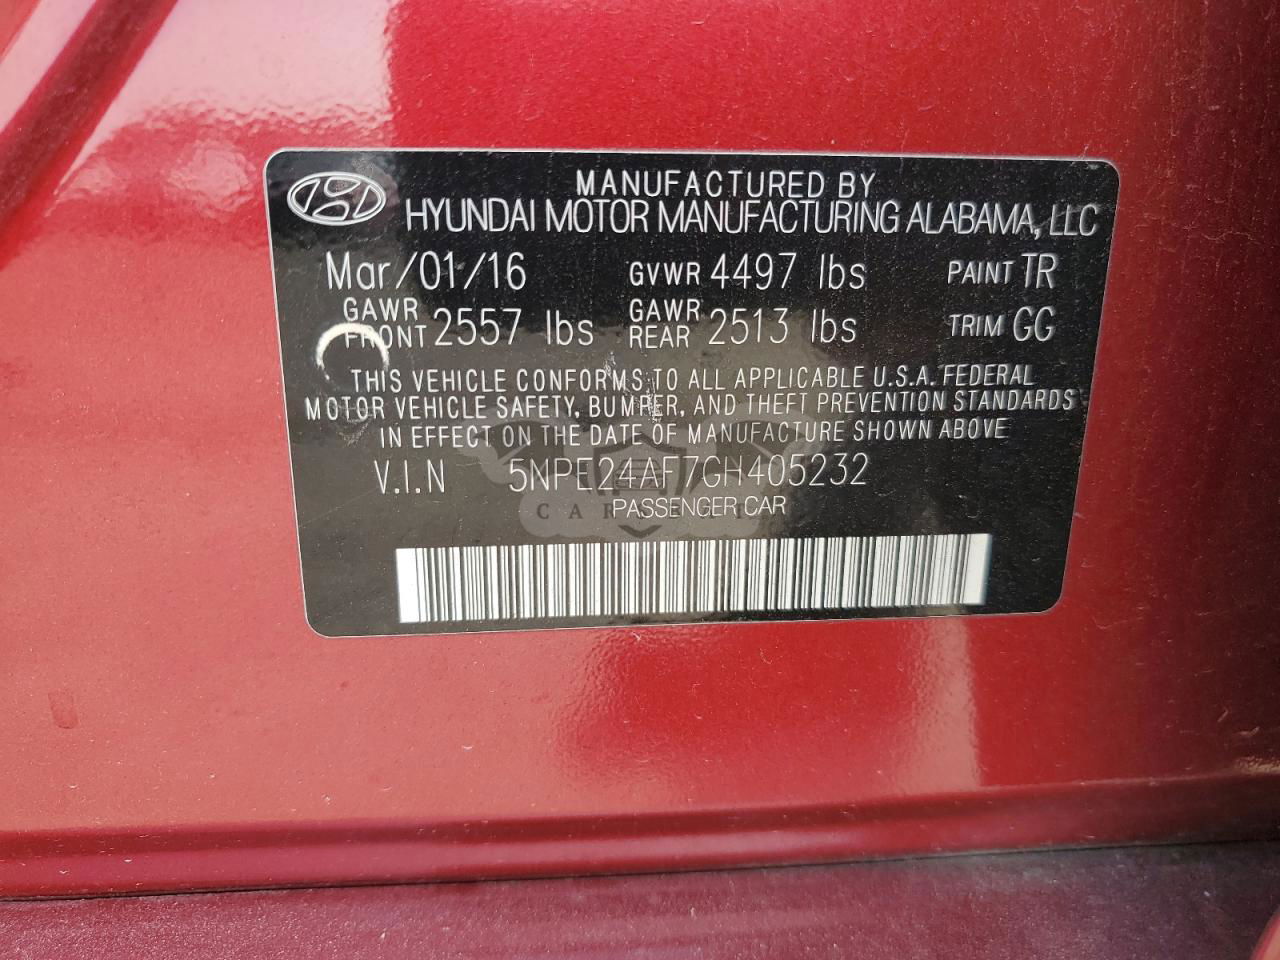 MANUFACTURED BY
HYUNDAI MOTOR MANUFACTURING ALABAMA, LLC
Mar/01/16 GVWR 4497 lbs PAINT TR
GAWR FRONT 2557 lbs GAWR REAR 2513 lbs TRIM GG
THIS VEHICLE CONFORMS TO ALL APPLICABLE U.S.A. FEDERAL
MOTOR VEHICLE SAFETY, BUMPER, AND THEFT PREVENTION STANDARDS
IN EFFECT ON THE DATE OF MANUFACTURE SHOWN ABOVE
V.I.N 5NPE24AF7GH405232
PASSENGER CAR